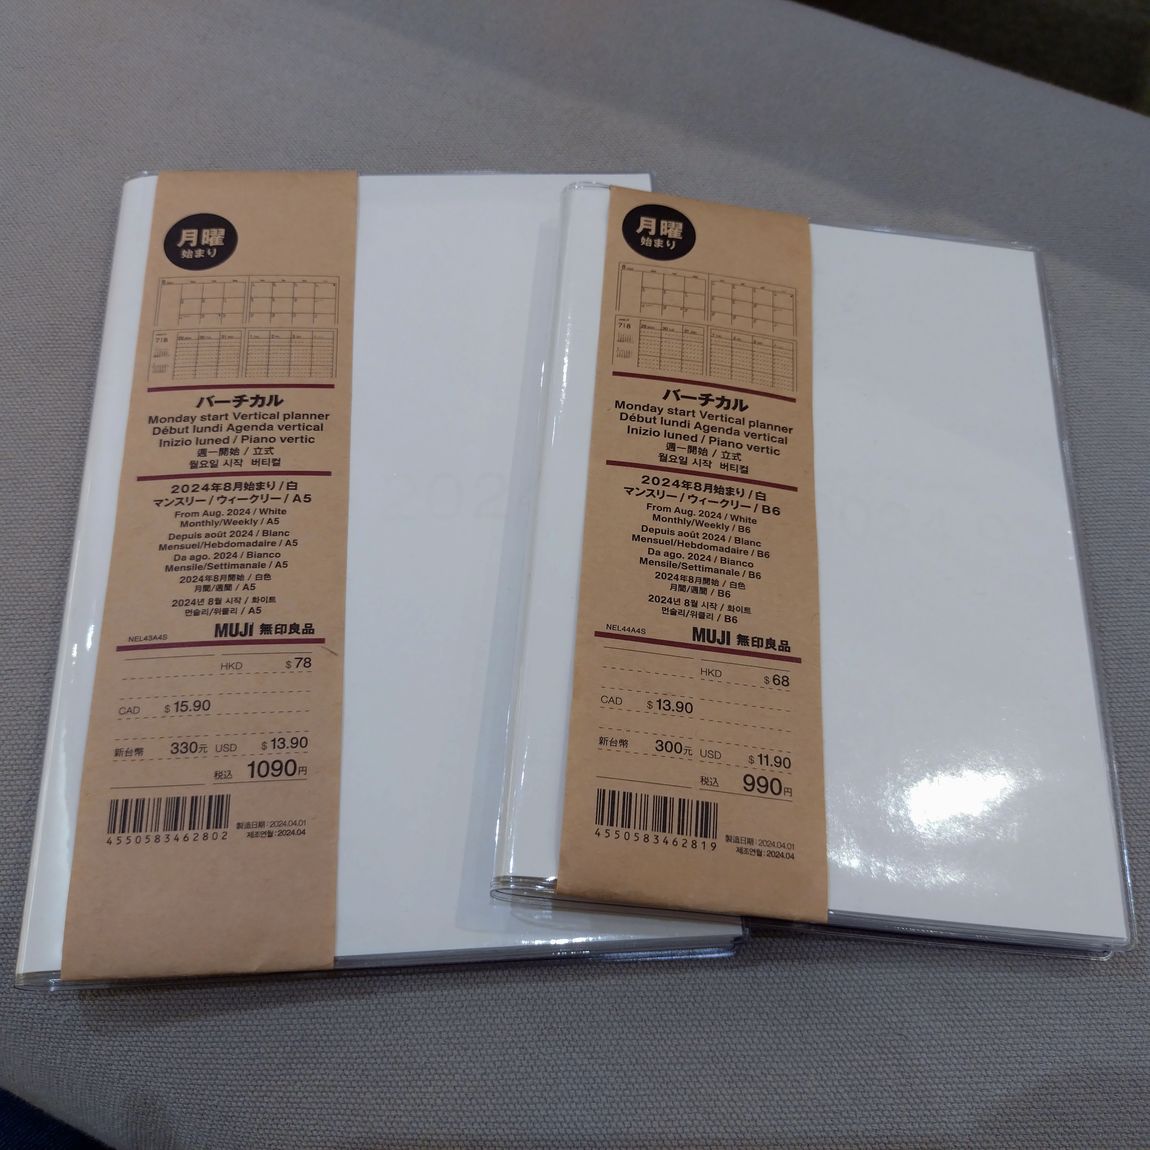 月曜
始まり
バーチカル
Monday start Vertical planner
Début lundi Agenda vertical
Inizio luned / Piano vertic
週一開始 / 立式
월요일 시작 버티컬
2024年8月始まり / 白
マンスリー / ウィークリー / A5
From Aug. 2024 / White
Monthly/Weekly / A5
Depuis août 2024 / Blanc
Mensuel/Hebdomadaire / A5
Da ago. 2024 / Bianco
Mensile/Settimanale / A5
2024年8月開始 / 白色
月間/週間 / A5
2024년 8월 시작 / 화이트
먼슬리/위클리 / A5
NEL43A4S MUJI 無印良品
HKD $78
CAD $15.90
新台幣 330元 USD $13.90
税込 1090円
4550583462802
製造日期：2024.04.01
제조연월：2024.04
月曜
始まり
バーチカル
Monday start Vertical planner
Début lundi Agenda vertical
Inizio luned / Piano vertic
週一開始 / 立式
월요일 시작 버티컬
2024年8月始まり / 白
マンスリー / ウィークリー / B6
From Aug. 2024 / White
Monthly/Weekly / B6
Depuis août 2024 / Blanc
Mensuel/Hebdomadaire / B6
Da ago. 2024 / Bianco
Mensile/Settimanale / B6
2024年8月開始 / 白色
月間/週間 / B6
2024년 8월 시작 / 화이트
먼슬리/위클리 / B6
NEL44A4S MUJI 無印良品
HKD $68
CAD $13.90
新台幣 300元 USD $11.90
税込 990円
4550583462819
製造日期：2024.04.01
제조연월：2024.04